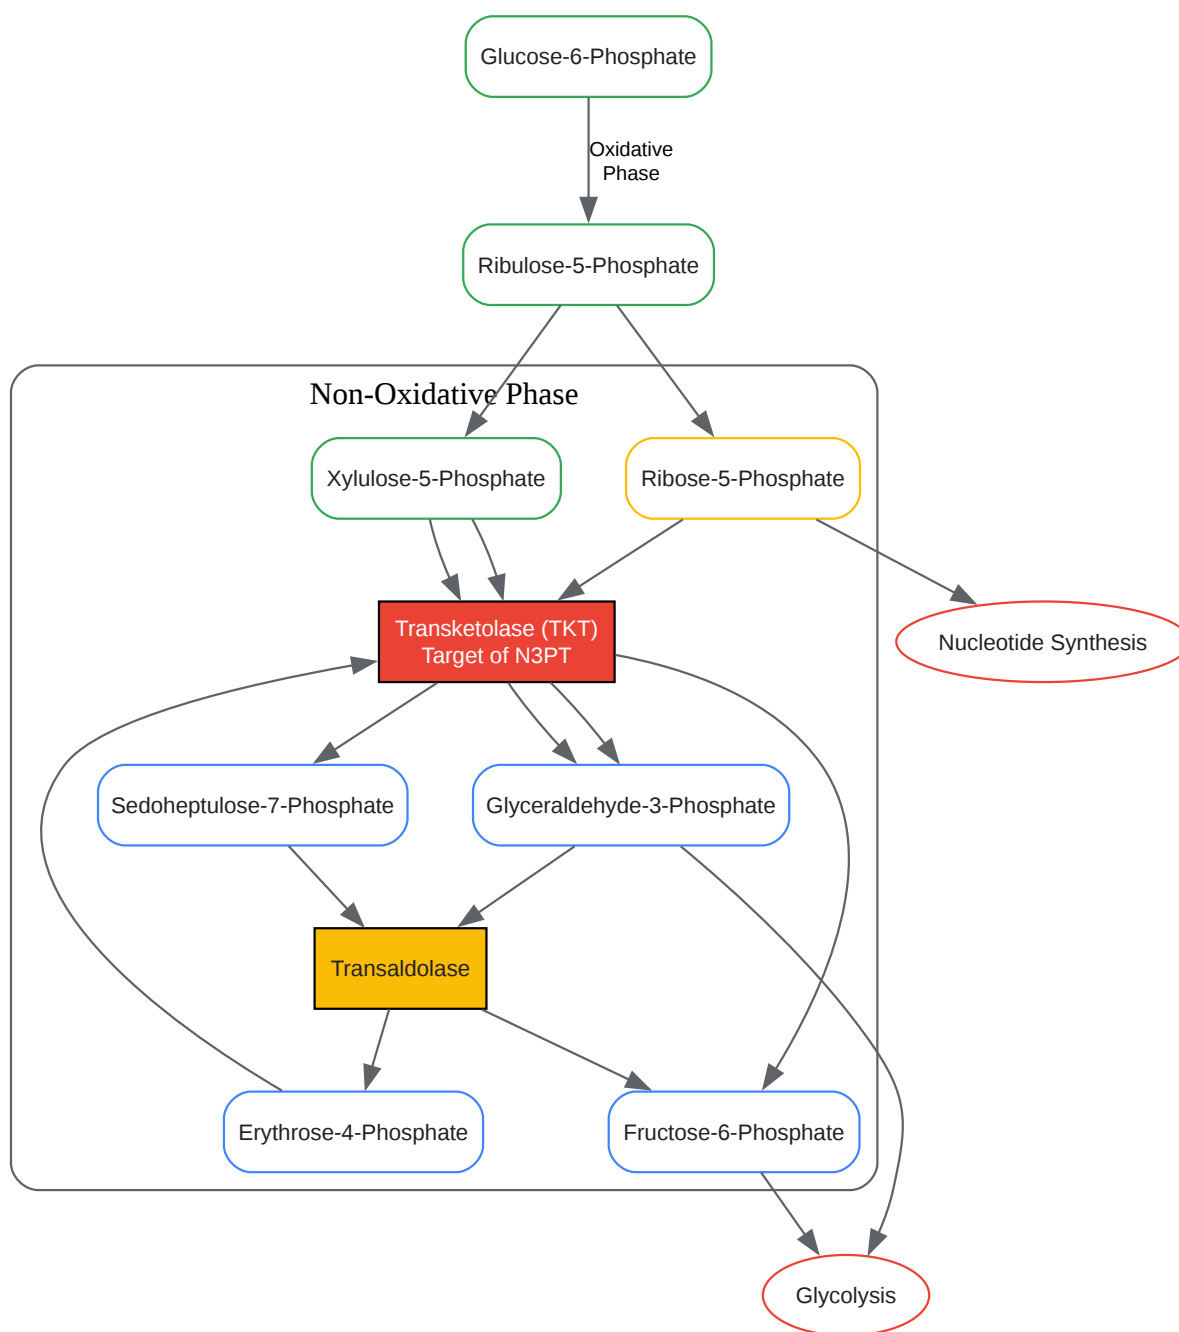 Glucose-6-Phosphate
Oxidative
Phase
Ribulose-5-Phosphate
Non-Oxidative Phase
Xylulose-5-Phosphate
Ribose-5-Phosphate
Transketolase (TKT)
Target of N3PT
Nucleotide Synthesis
Sedoheptulose-7-Phosphate
Glyceraldehyde-3-Phosphate
Transaldolase
Erythrose-4-Phosphate
Fructose-6-Phosphate
Glycolysis